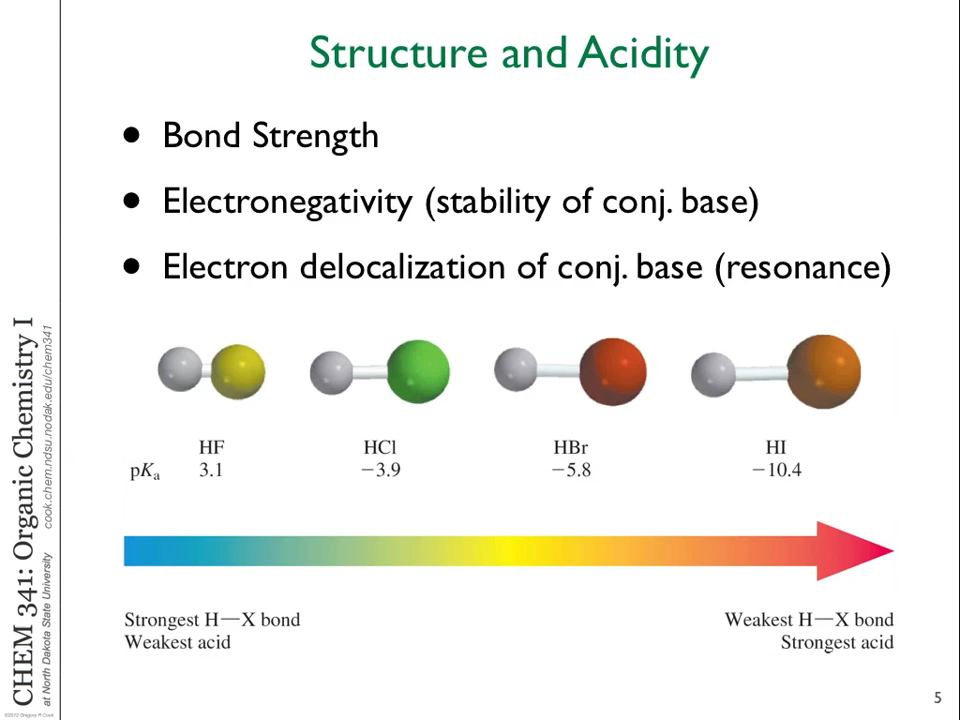 Structure and Acidity
• Bond Strength
• Electronegativity (stability of conj. base)
• Electron delocalization of conj. base (resonance)
HF HCl HBr HI
pKa 3.1 −3.9 −5.8 −10.4
Strongest H—X bond Weakest H—X bond
Weakest acid Strongest acid
CHEM 341: Organic Chemistry I
at North Dakota State University cook.chem.ndsu.nodak.edu/chem341
©2012 Gregory R Cook
5